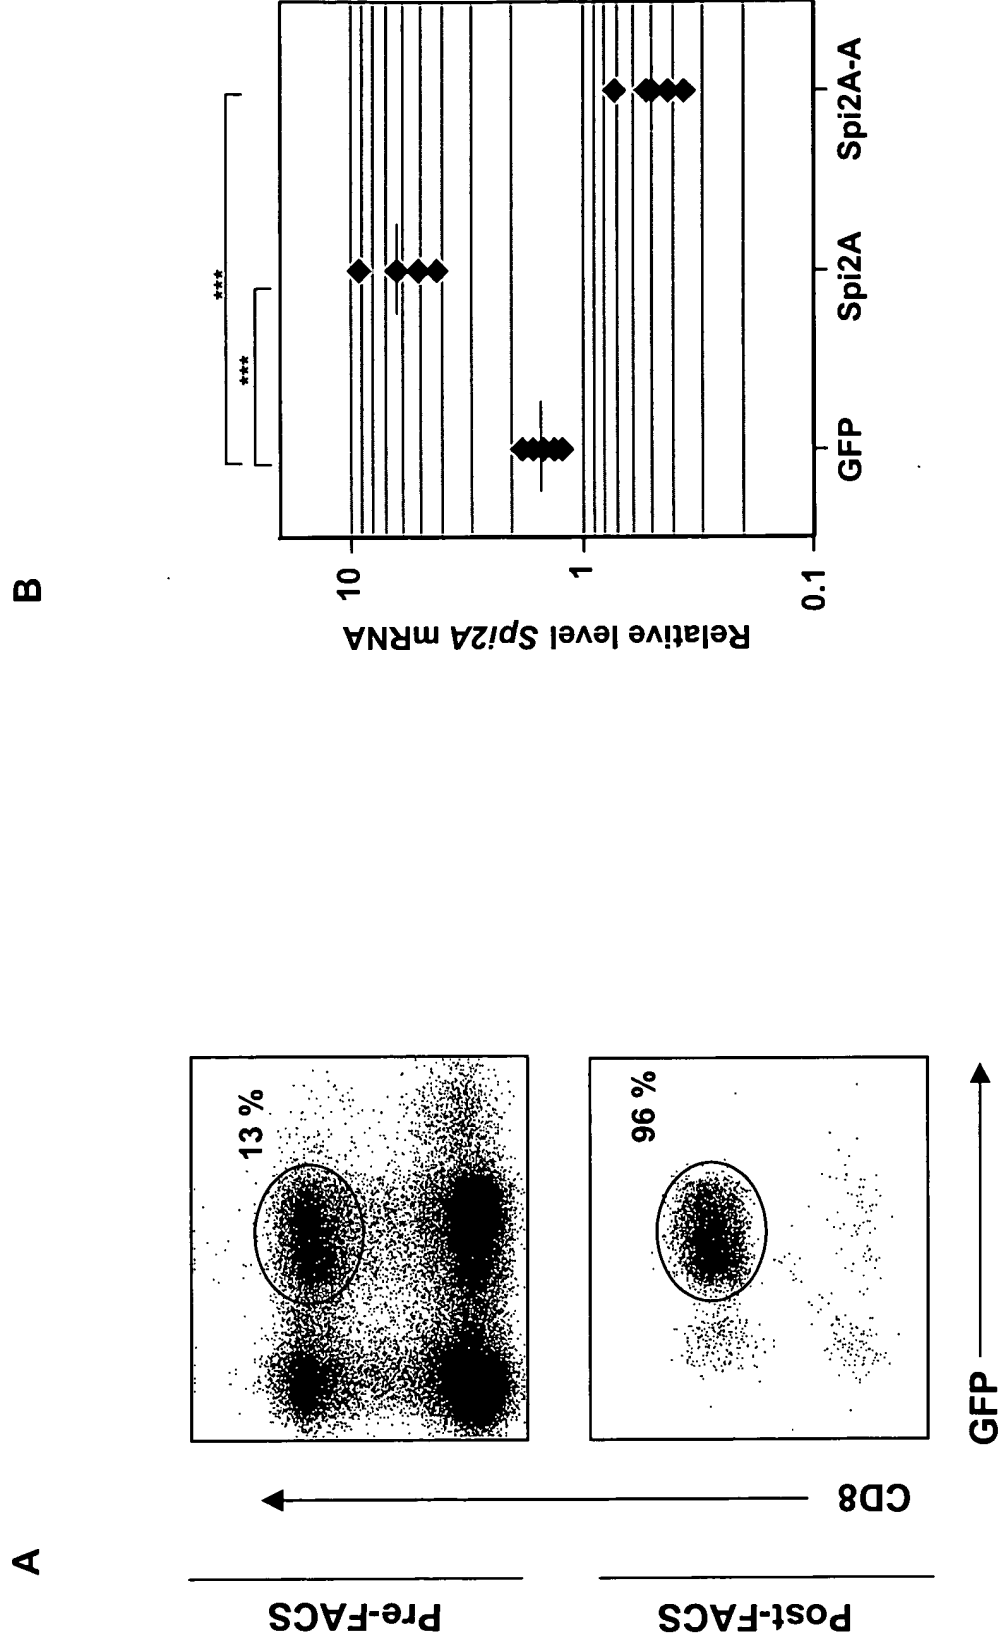 A
Pre-FACS
Post-FACS
CD8
13 %
96 %
GFP
B
Relative level Spi2A mRNA
10
1
0.1
***
***
GFP
Spi2A
Spi2A-A